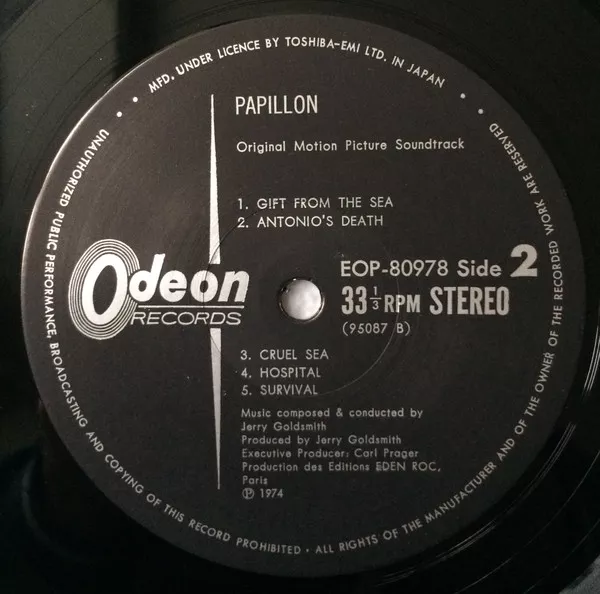 MFD. UNDER LICENCE BY TOSHIBA-EMI LTD. IN JAPAN
PAPILLON
Original Motion Picture Soundtrack
1. GIFT FROM THE SEA
2. ANTONIO'S DEATH
Odeon
RECORDS
EOP-80978 Side 2
33 1/3 RPM STEREO
(95087 B)
3. CRUEL SEA
4. HOSPITAL
5. SURVIVAL
Music composed & conducted by
Jerry Goldsmith
Produced by Jerry Goldsmith
Executive Producer: Carl Prager
Production des Editions EDEN ROC,
Paris
℗ 1974
UNAUTHORIZED PUBLIC PERFORMANCE, BROADCASTING AND COPYING OF THIS RECORD PROHIBITED · ALL RIGHTS OF THE MANUFACTURER AND OF THE OWNER OF THE RECORDED WORK ARE RESERVED